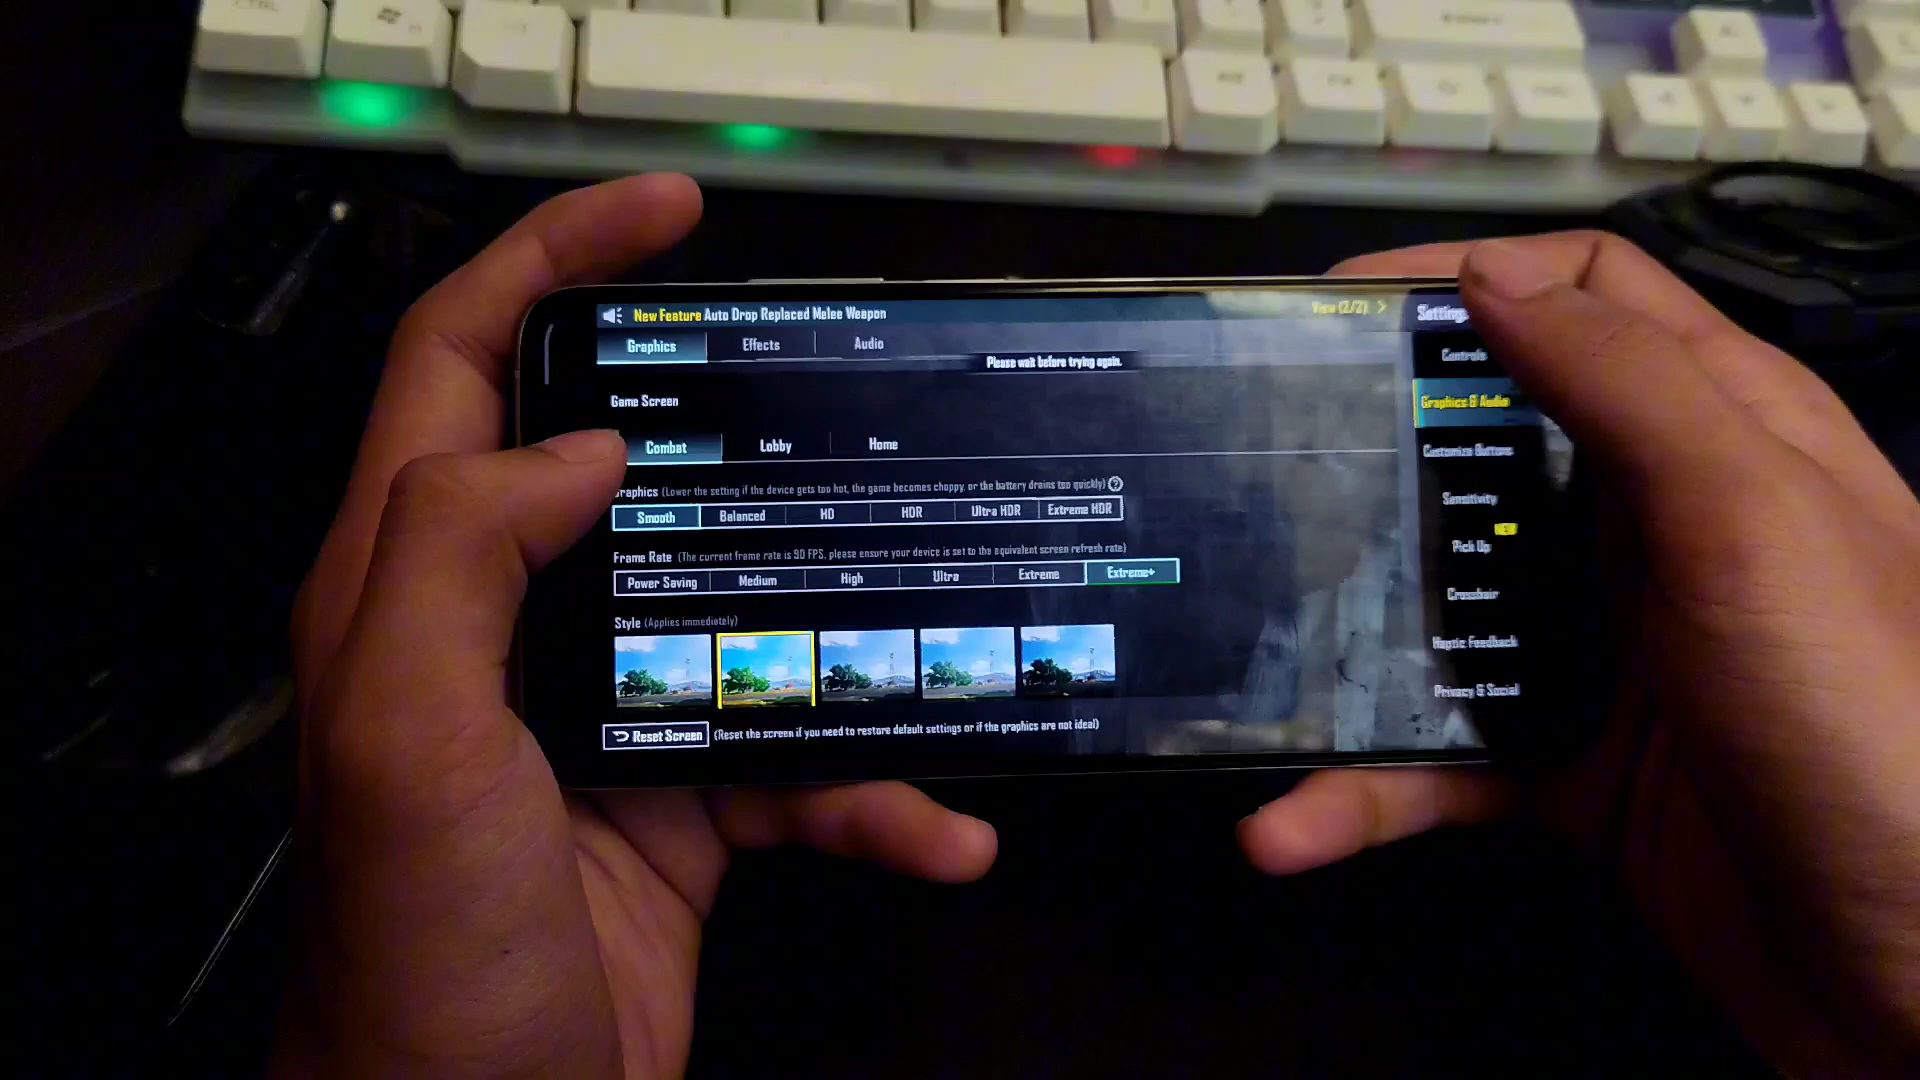 CTRL
New Feature Auto Drop Replaced Melee Weapon
View (2/2) >
Setting
Graphics
Effects
Audio
Please wait before trying again.
Controls
Graphics & Audio
Game Screen
Combat
Lobby
Home
Customize Buttons
raphics (Lower the setting if the device gets too hot, the game becomes choppy, or the battery drains too quickly) ?
Smooth
Balanced
HD
HDR
Ultra HDR
Extreme HDR
Sensitivity
Pick Up
Frame Rate (The current frame rate is 90 FPS, please ensure your device is set to the equivalent screen refresh rate)
Power Saving
Medium
High
Ultra
Extreme
Extreme+
Crosshair
Style (Applies immediately)
Haptic Feedback
Privacy & Social
Reset Screen (Reset the screen if you need to restore default settings or if the graphics are not ideal)